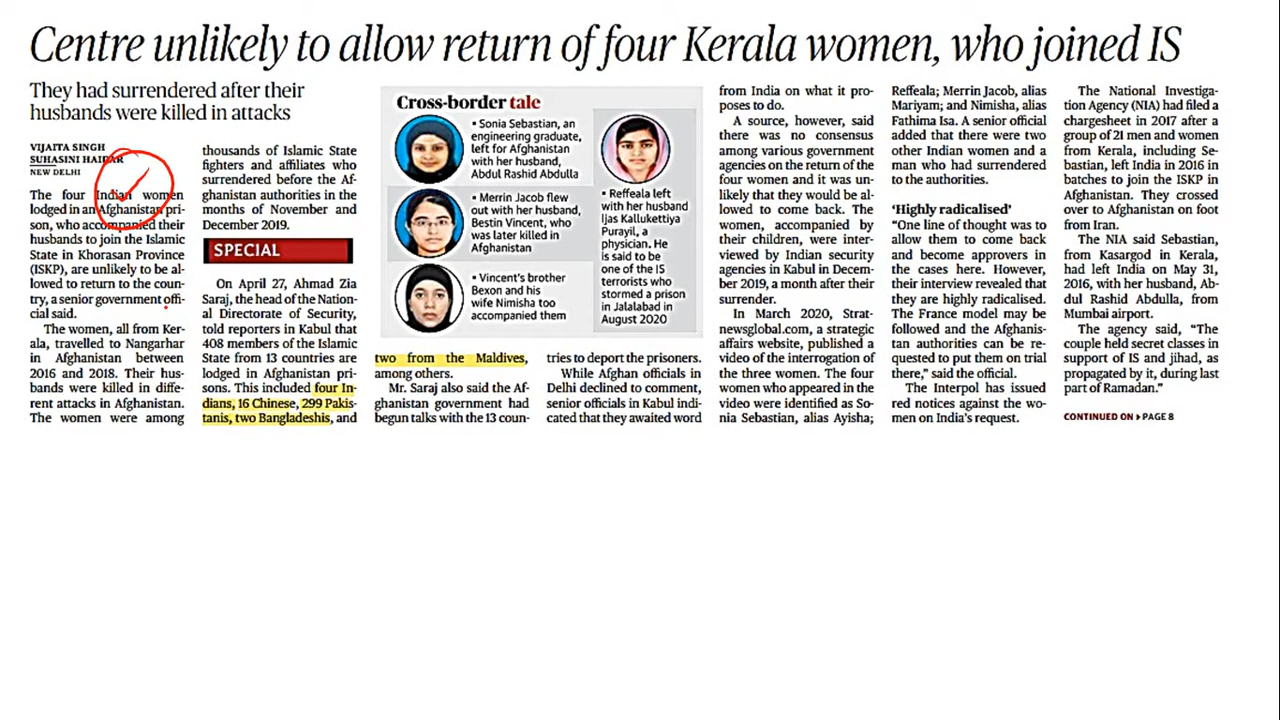 Centre unlikely to allow return of four Kerala women, who joined IS
They had surrendered after their
husbands were killed in attacks
VIJAITA SINGH
SUHASINI HAIDAR
NEW DELHI
The four Indian women
lodged in an Afghanistan pri-
son, who accompanied their
husbands to join the Islamic
State in Khorasan Province
(ISKP), are unlikely to be al-
lowed to return to the coun-
try, a senior government offi-
cial said.
The women, all from Ker-
ala, travelled to Nangarhar
in Afghanistan between
2016 and 2018. Their hus-
bands were killed in diffe-
rent attacks in Afghanistan.
The women were among
thousands of Islamic State
fighters and affiliates who
surrendered before the Af-
ghanistan authorities in the
months of November and
December 2019.
SPECIAL
On April 27, Ahmad Zia
Saraj, the head of the Nation-
al Directorate of Security,
told reporters in Kabul that
408 members of the Islamic
State from 13 countries are
lodged in Afghanistan pri-
sons. This included four In-
dians, 16 Chinese, 299 Pakis-
tanis, two Bangladeshis, and
Cross-border tale
• Sonia Sebastian, an
engineering graduate,
left for Afghanistan
with her husband,
Abdul Rashid Abdulla
• Merrin Jacob flew
out with her husband,
Bestin Vincent, who
was later killed in
Afghanistan
• Vincent's brother
Bexon and his
wife Nimisha too
accompanied them
• Reffeala left
with her husband
Ijas Kallukettiya
Purayil, a
physician. He
is said to be
one of the IS
terrorists who
stormed a prison
in Jalalabad in
August 2020
two from the Maldives,
among others.
Mr. Saraj also said the Af-
ghanistan government had
begun talks with the 13 coun-
tries to deport the prisoners.
While Afghan officials in
Delhi declined to comment,
senior officials in Kabul indi-
cated that they awaited word
from India on what it pro-
poses to do.
A source, however, said
there was no consensus
among various government
agencies on the return of the
four women and it was un-
likely that they would be al-
lowed to come back. The
women, accompanied by
their children, were inter-
viewed by Indian security
agencies in Kabul in Decem-
ber 2019, a month after their
surrender.
In March 2020, Strat-
newsglobal.com, a strategic
affairs website, published a
video of the interrogation of
the three women. The four
women who appeared in the
video were identified as So-
nia Sebastian, alias Ayisha;
Reffeala; Merrin Jacob, alias
Mariyam; and Nimisha, alias
Fathima Isa. A senior official
added that there were two
other Indian women and a
man who had surrendered
to the authorities.
'Highly radicalised'
"One line of thought was to
allow them to come back
and become approvers in
the cases here. However,
their interview revealed that
they are highly radicalised.
The France model may be
followed and the Afghanis-
tan authorities can be re-
quested to put them on trial
there," said the official.
The Interpol has issued
red notices against the wo-
men on India's request.
The National Investiga-
tion Agency (NIA) had filed a
chargesheet in 2017 after a
group of 21 men and women
from Kerala, including Se-
bastian, left India in 2016 in
batches to join the ISKP in
Afghanistan. They crossed
over to Afghanistan on foot
from Iran.
The NIA said Sebastian,
from Kasargod in Kerala,
had left India on May 31,
2016, with her husband, Ab-
dul Rashid Abdulla, from
Mumbai airport.
The agency said, "The
couple held secret classes in
support of IS and jihad, as
propagated by it, during last
part of Ramadan."
CONTINUED ON ▸ PAGE 8